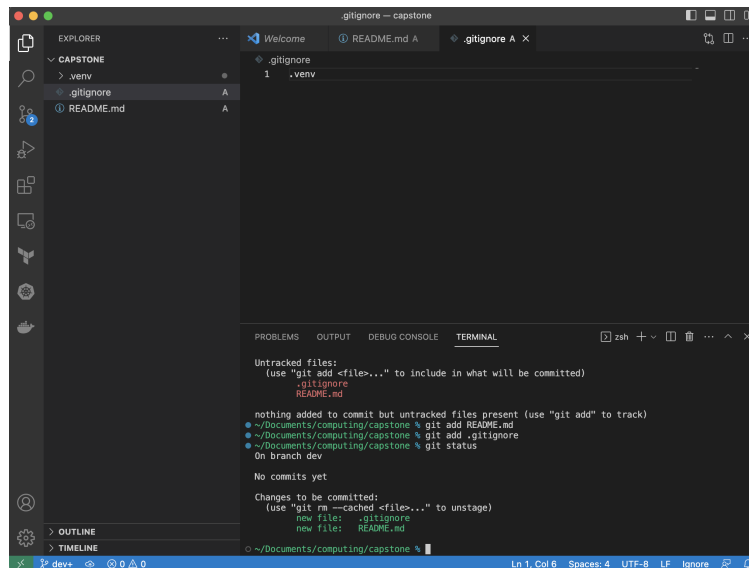 .gitignore — capstone
EXPLORER
Welcome
README.md A
.gitignore A
CAPSTONE
.venv
.gitignore A
README.md A
.gitignore
1 .venv
2
PROBLEMS OUTPUT DEBUG CONSOLE TERMINAL
zsh
Untracked files:
(use "git add <file>..." to include in what will be committed)
.gitignore
README.md
nothing added to commit but untracked files present (use "git add" to track)
~/Documents/computing/capstone % git add README.md
~/Documents/computing/capstone % git add .gitignore
~/Documents/computing/capstone % git status
On branch dev
No commits yet
Changes to be committed:
(use "git rm --cached <file>..." to unstage)
new file: .gitignore
new file: README.md
~/Documents/computing/capstone %
OUTLINE
TIMELINE
dev+ 0 0 Ln 1, Col 6 Spaces: 4 UTF-8 LF Ignore